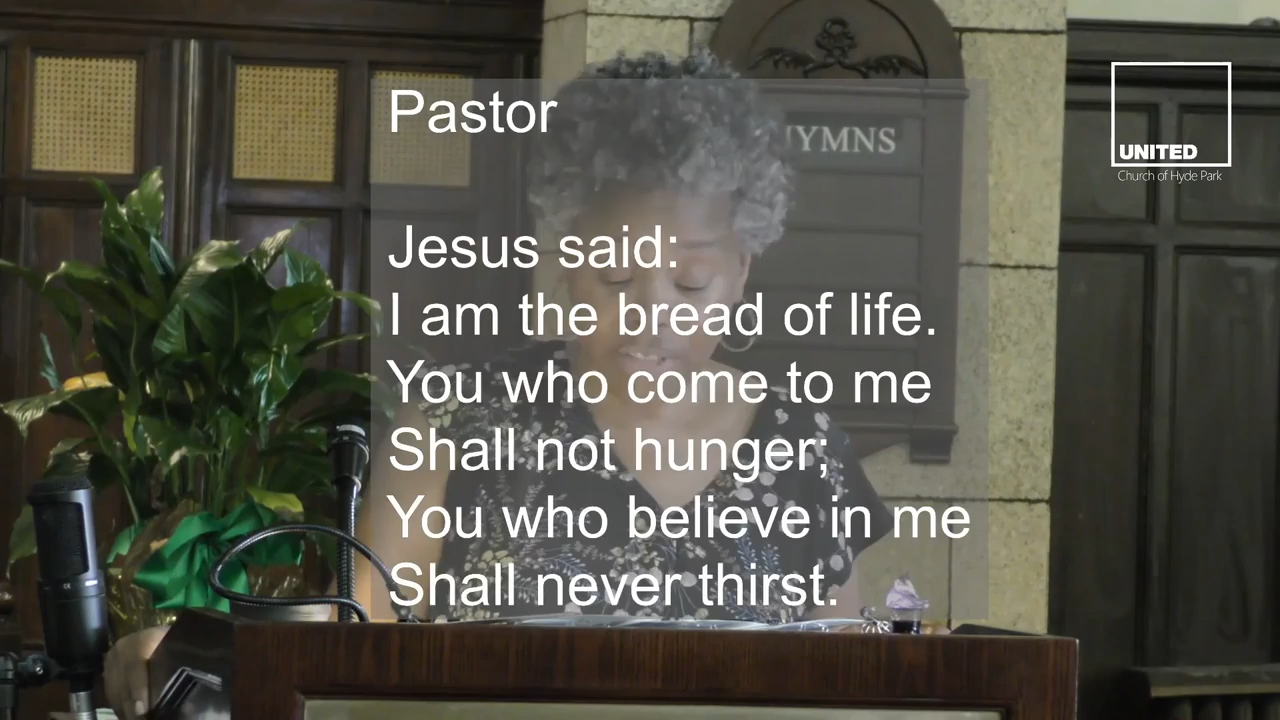 Pastor
Jesus said:
I am the bread of life.
You who come to me
Shall not hunger;
You who believe in me
Shall never thirst.
UNITED
Church of Hyde Park